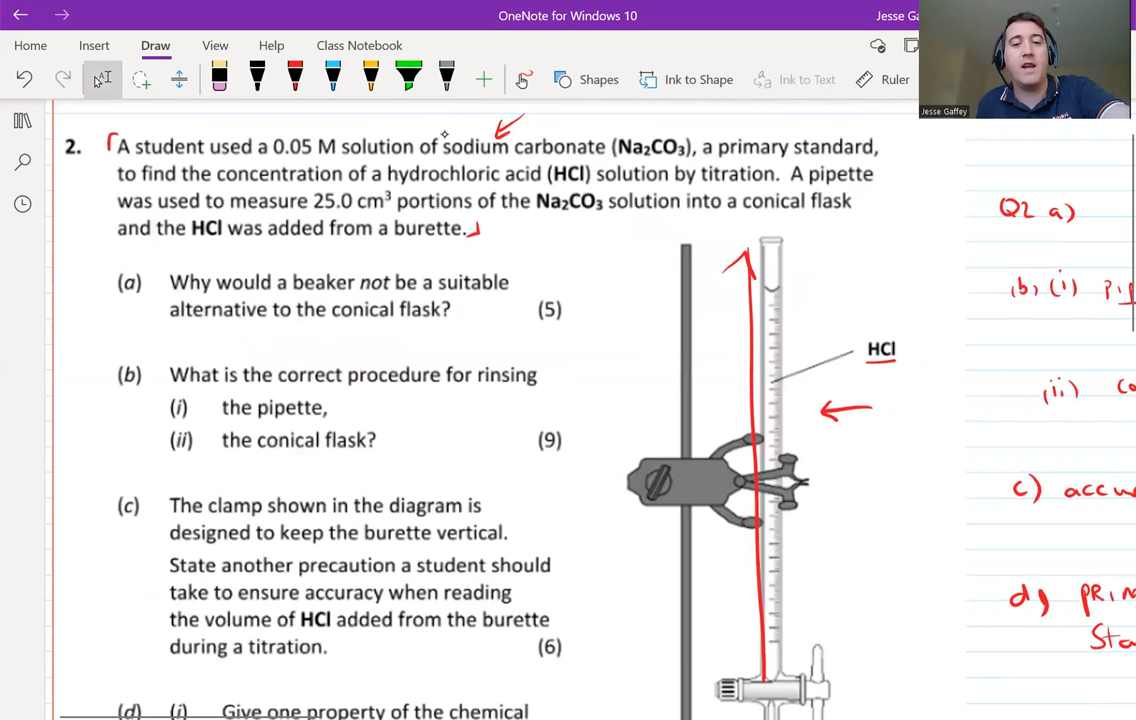 OneNote for Windows 10
Jesse Ga
Home Insert Draw View Help Class Notebook
Shapes Ink to Shape Ink to Text Ruler
Jesse Gaffey
2. A student used a 0.05 M solution of sodium carbonate (Na₂CO₃), a primary standard,
to find the concentration of a hydrochloric acid (HCl) solution by titration. A pipette
was used to measure 25.0 cm³ portions of the Na₂CO₃ solution into a conical flask
and the HCl was added from a burette.
(a) Why would a beaker not be a suitable
alternative to the conical flask? (5)
(b) What is the correct procedure for rinsing
(i) the pipette,
(ii) the conical flask? (9)
(c) The clamp shown in the diagram is
designed to keep the burette vertical.
State another precaution a student should
take to ensure accuracy when reading
the volume of HCl added from the burette
during a titration. (6)
(d) (i) Give one property of the chemical
HCl
Q2 a)
(b) (i) pip
(ii) co
c) accu
d) PRIM
Sta